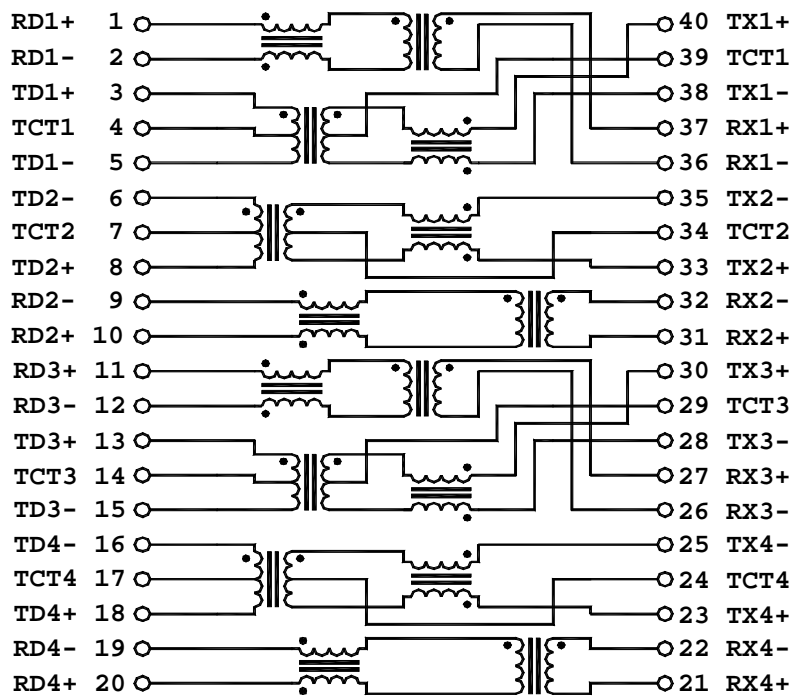 RD1+ 1 40 TX1+
RD1- 2 39 TCT1
TD1+ 3 38 TX1-
TCT1 4 37 RX1+
TD1- 5 36 RX1-
TD2- 6 35 TX2-
TCT2 7 34 TCT2
TD2+ 8 33 TX2+
RD2- 9 32 RX2-
RD2+ 10 31 RX2+
RD3+ 11 30 TX3+
RD3- 12 29 TCT3
TD3+ 13 28 TX3-
TCT3 14 27 RX3+
TD3- 15 26 RX3-
TD4- 16 25 TX4-
TCT4 17 24 TCT4
TD4+ 18 23 TX4+
RD4- 19 22 RX4-
RD4+ 20 21 RX4+